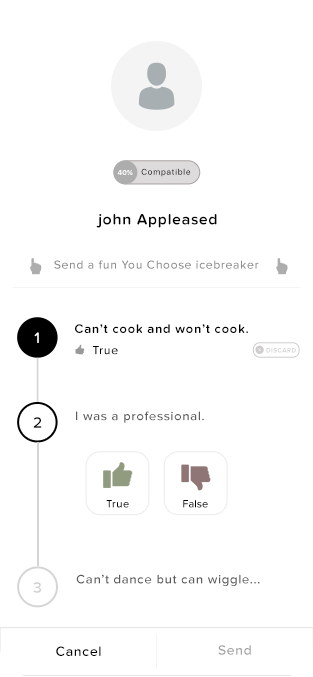 40% Compatible
john Appleased
Send a fun You Choose icebreaker
1
Can't cook and won't cook.
True
DISCARD
2
I was a professional.
True False
3
Can't dance but can wiggle...
Cancel Send